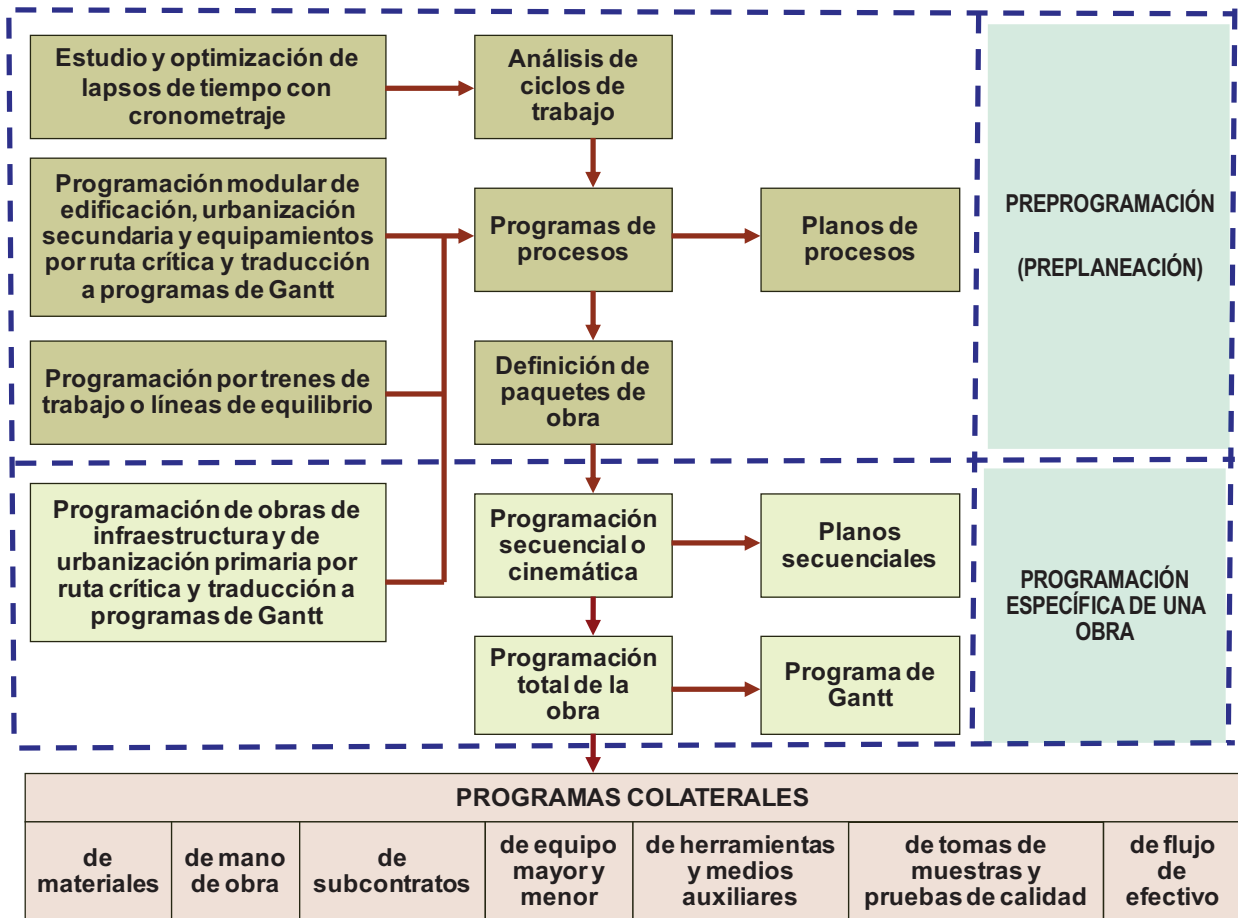 Estudio y optimización de
lapsos de tiempo con
cronometraje
Análisis de
ciclos de
trabajo
Programación modular de
edificación, urbanización
secundaria y equipamientos
por ruta crítica y traducción
a programas de Gantt
Programas de
procesos
Planos de
procesos
PREPROGRAMACIÓN
(PREPLANEACIÓN)
Programación por trenes de
trabajo o líneas de equilibrio
Definición de
paquetes de
obra
Programación de obras de
infraestructura y de
urbanización primaria por
ruta crítica y traducción a
programas de Gantt
Programación
secuencial o
cinemática
Planos
secuenciales
PROGRAMACIÓN
ESPECÍFICA DE UNA
OBRA
Programación
total de la
obra
Programa de
Gantt
PROGRAMAS COLATERALES
de
materiales
de mano
de obra
de
subcontratos
de equipo
mayor y
menor
de herramientas
y medios
auxiliares
de tomas de
muestras y
pruebas de calidad
de flujo
de
efectivo